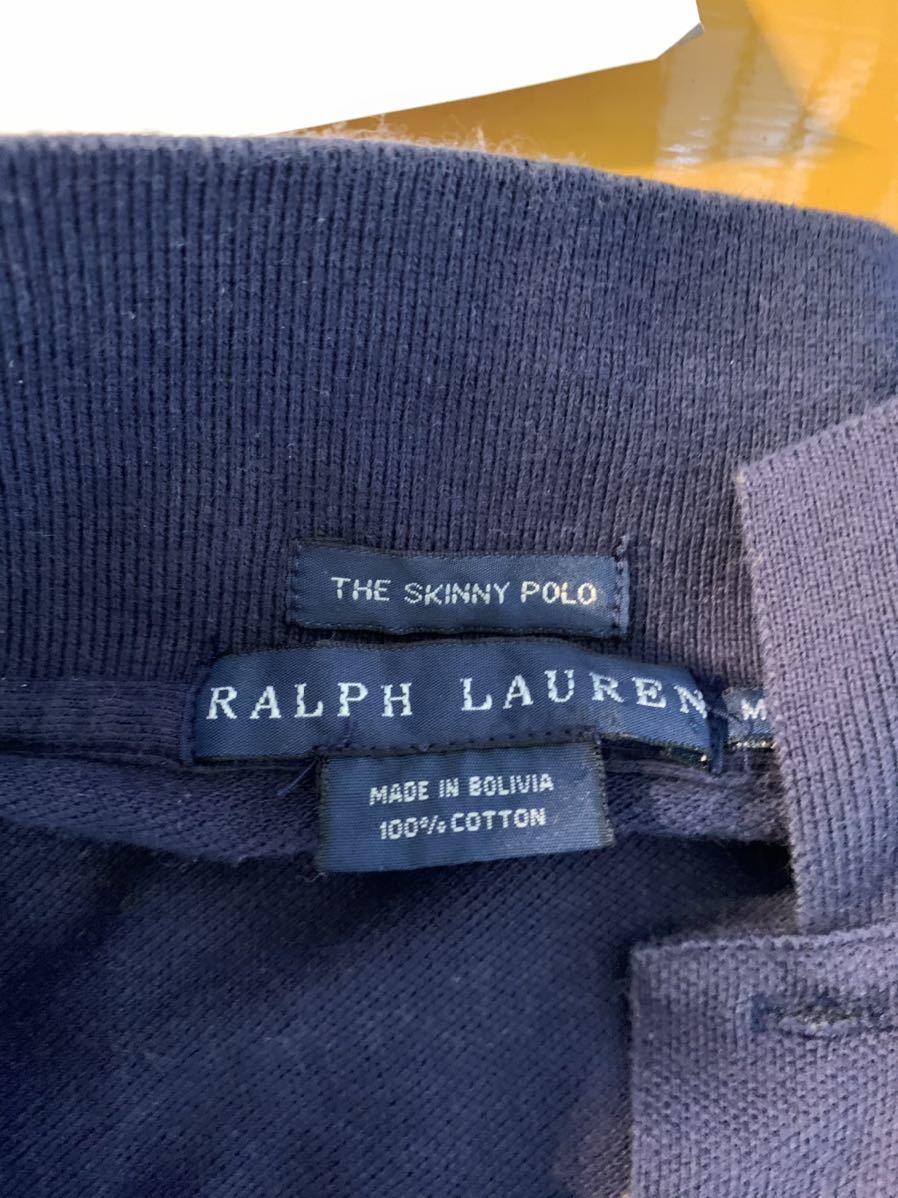 THE SKINNY POLO
RALPH LAUREN
M
MADE IN BOLIVIA
100% COTTON